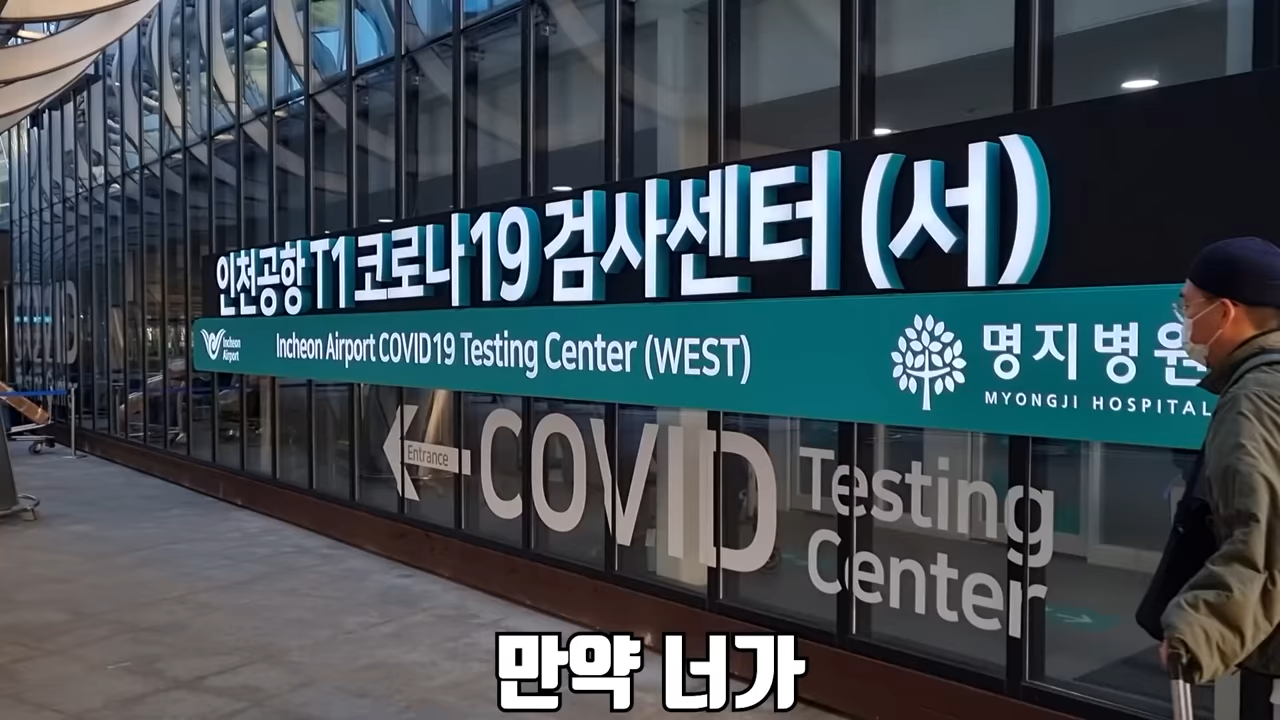 인천공항 T1 코로나19 검사센터 (서)
Incheon Airport
Incheon Airport COVID19 Testing Center (WEST)
명지병원
MYONGJI HOSPITAL
Entrance
COVID Testing
Center
COVID
만약 너가